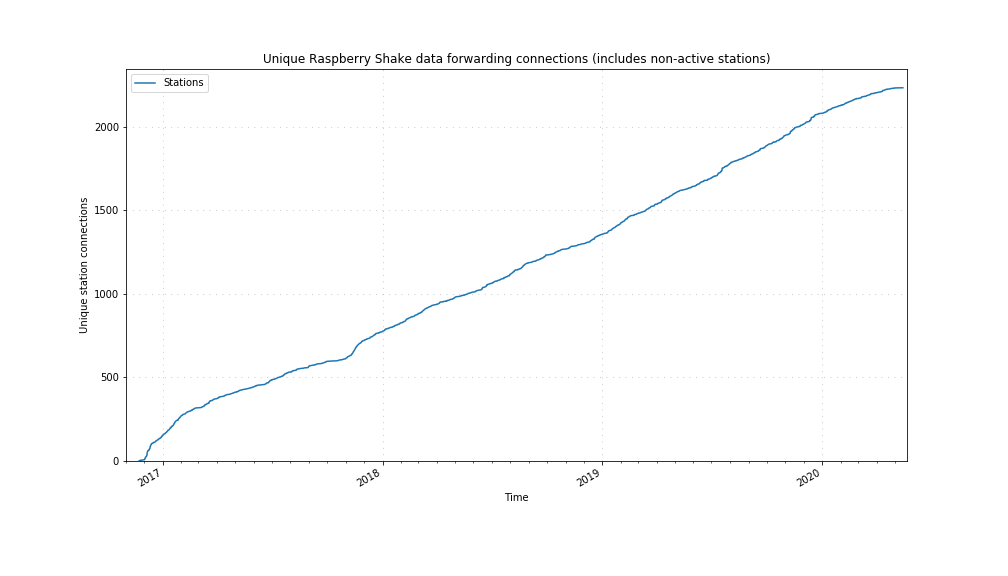 Unique Raspberry Shake data forwarding connections (includes non-active stations)
Stations
2000
1500
1000
500
0
Unique station connections
2017 2018 2019 2020
Time